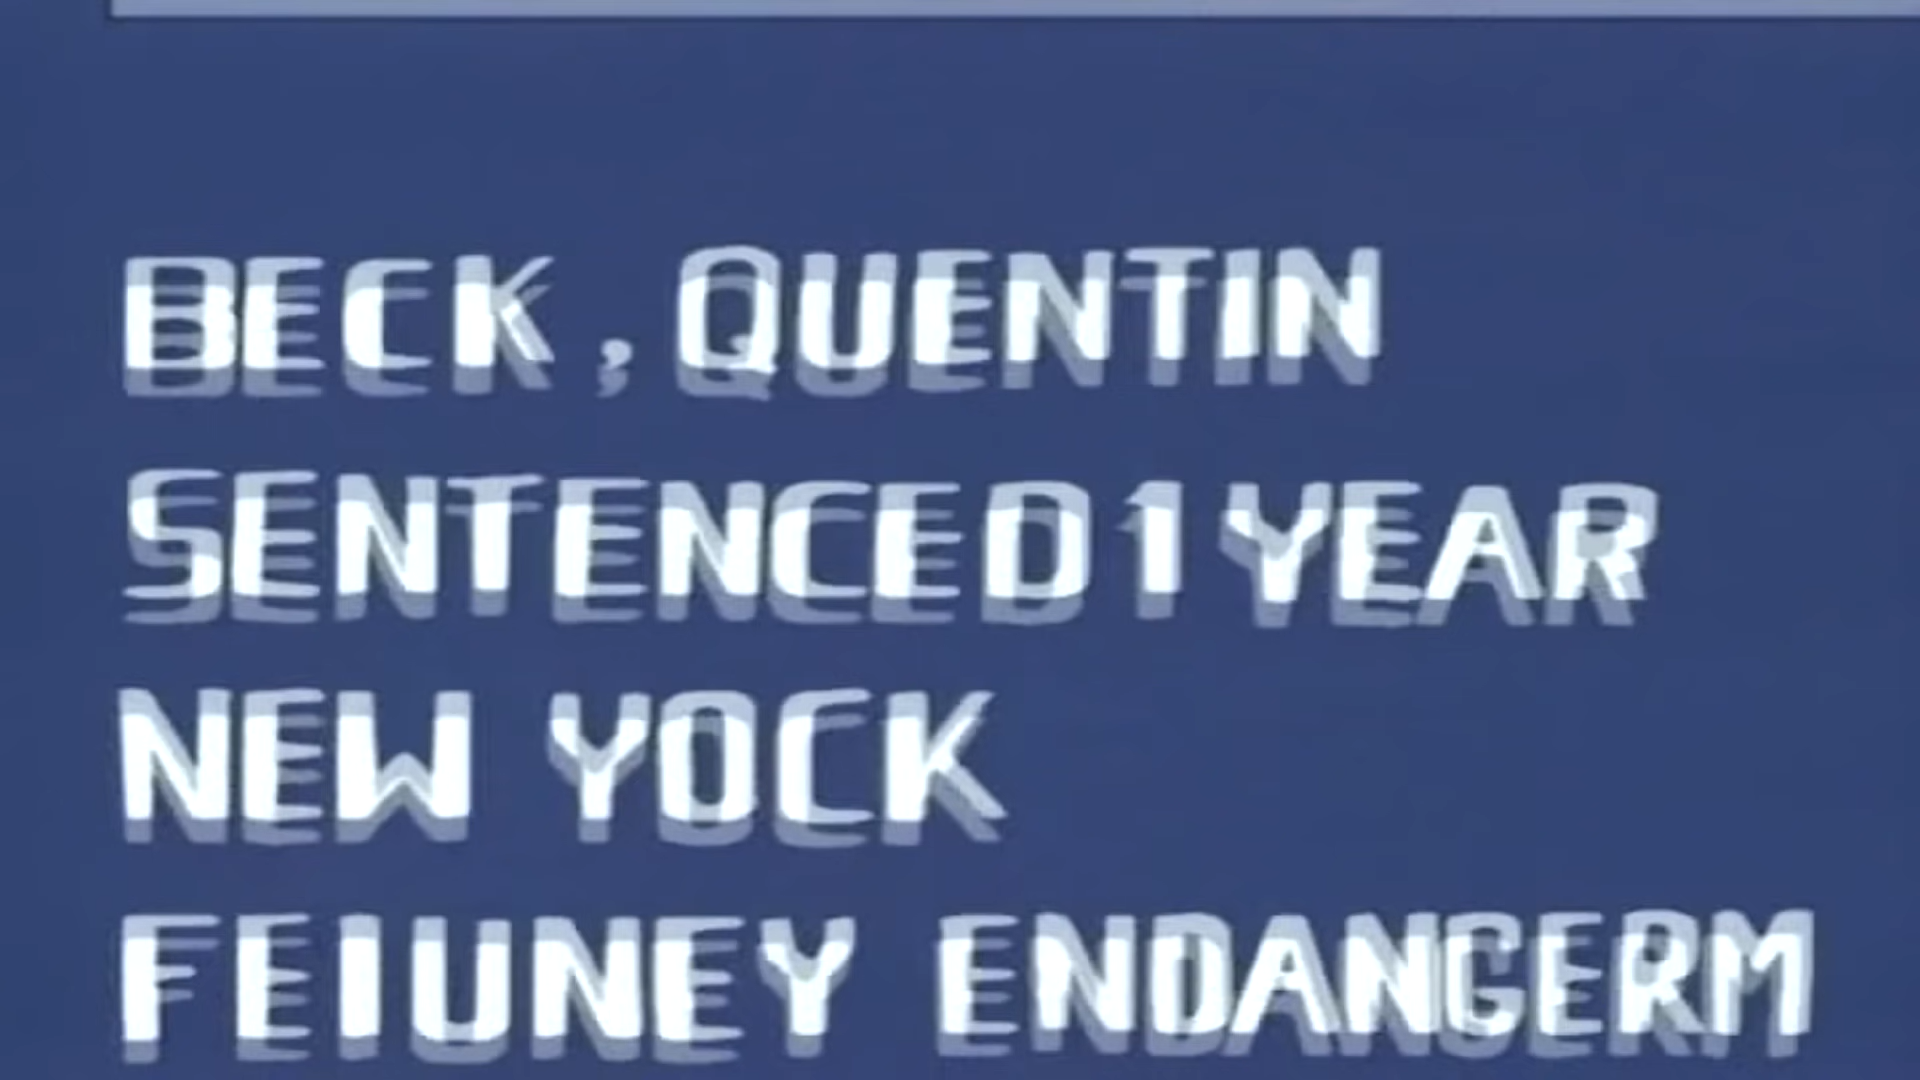 BECK, QUENTIN
SENTENCED 1 YEAR
NEW YOCK
FEIUNEY ENDANGERM